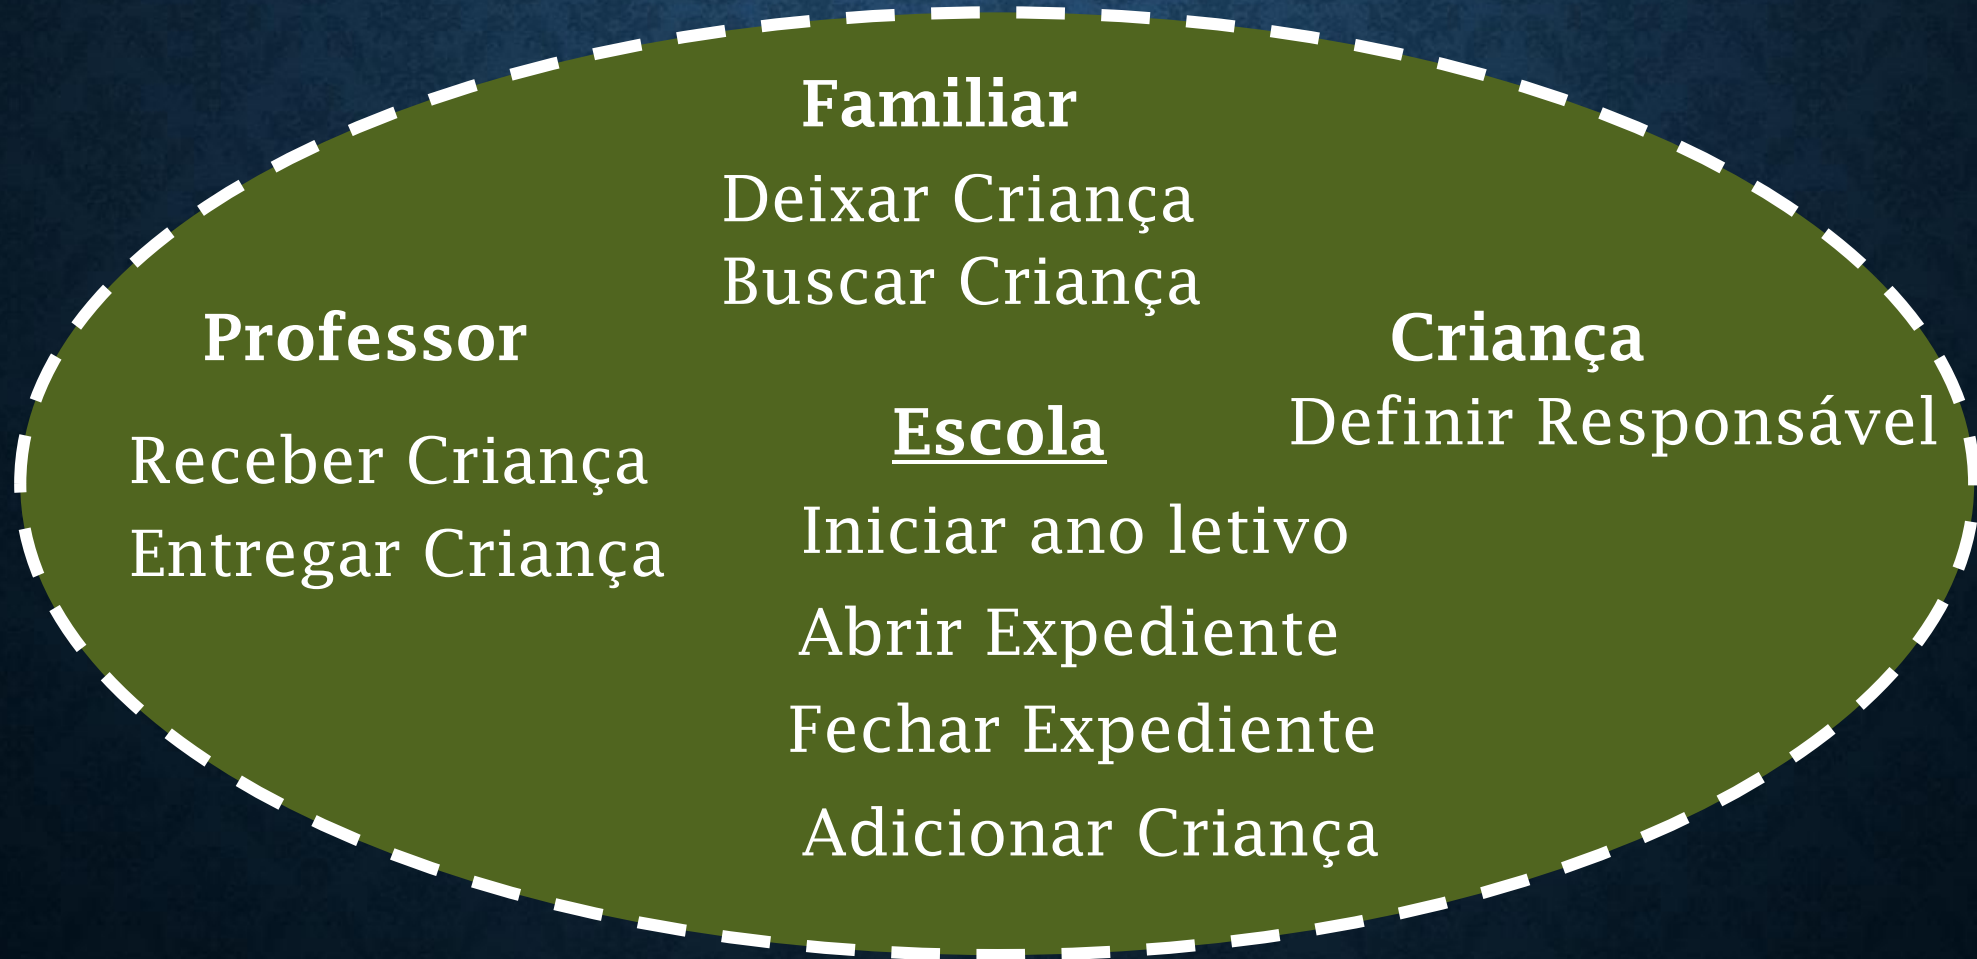 Familiar
Deixar Criança
Buscar Criança
Professor
Receber Criança
Entregar Criança
Escola
Iniciar ano letivo
Abrir Expediente
Fechar Expediente
Adicionar Criança
Criança
Definir Responsável